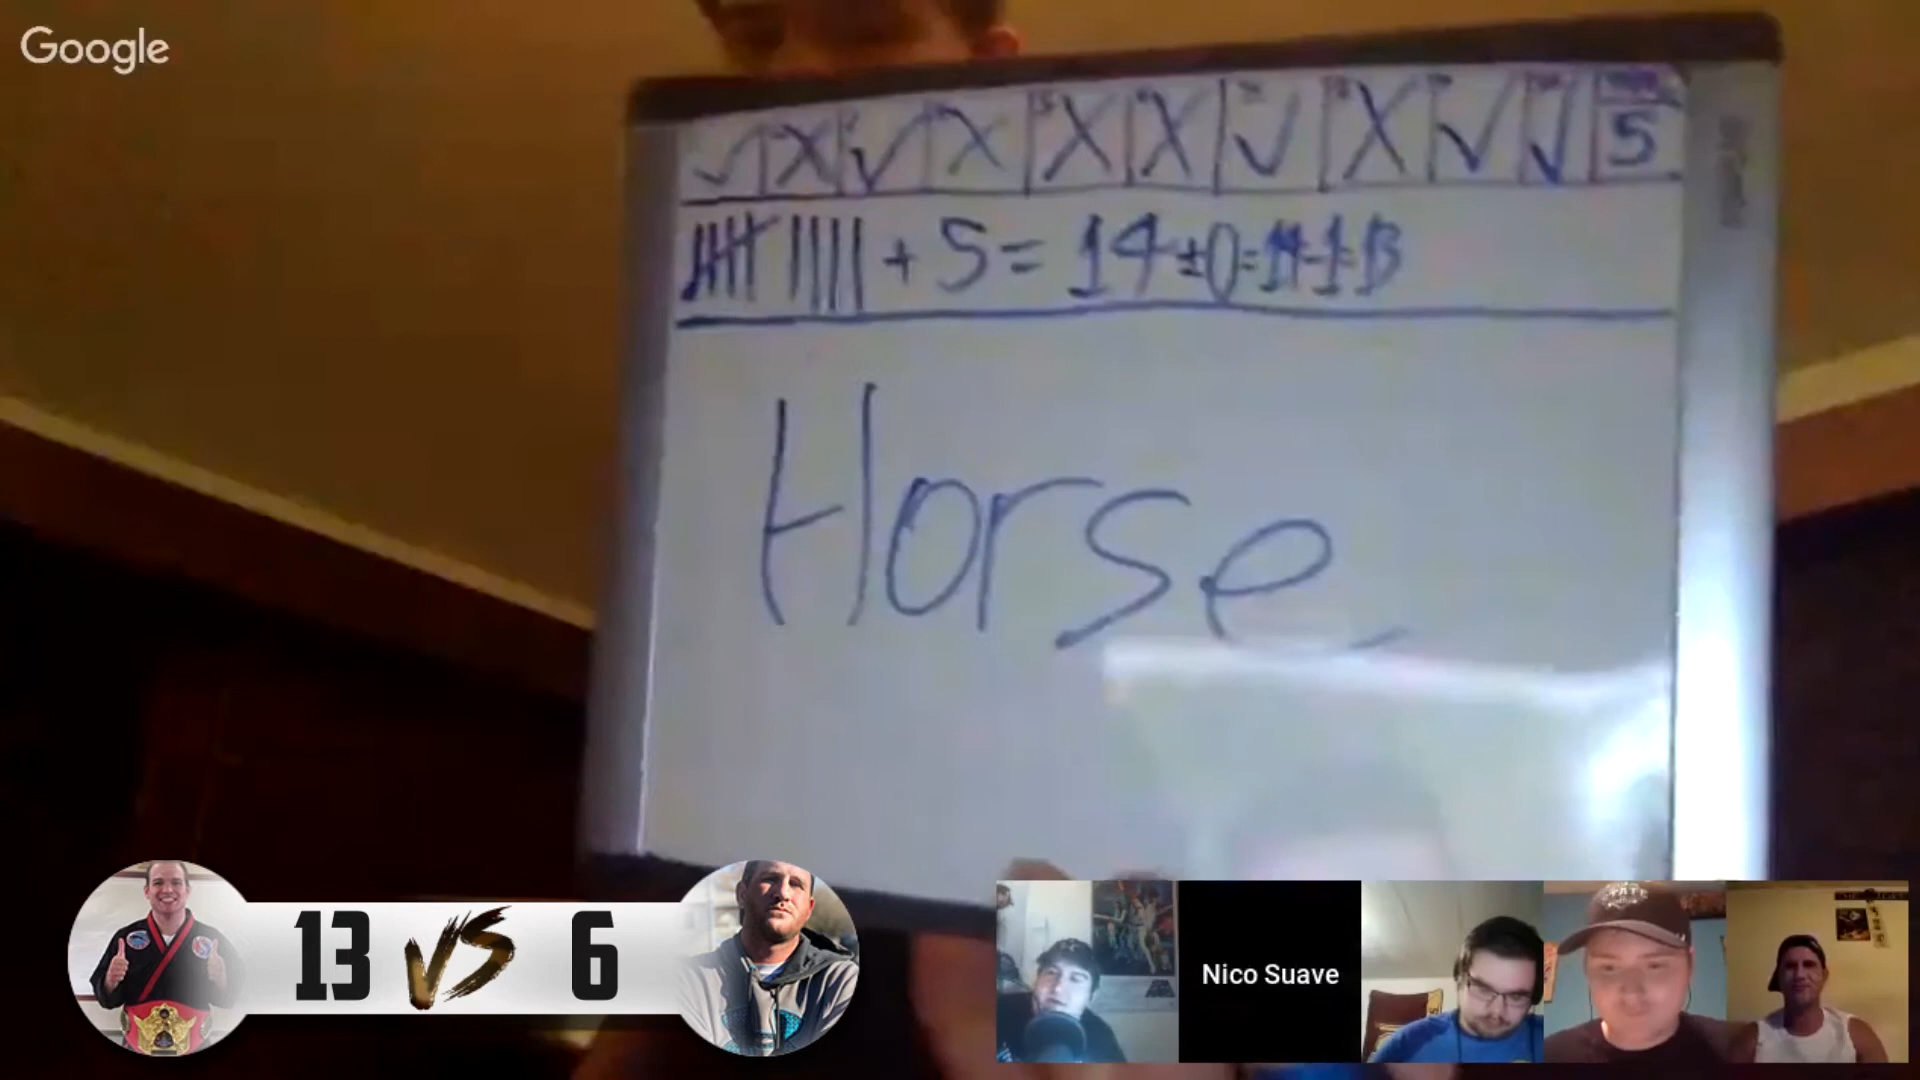 Google
✓ X ✓ X X X ✓ X ✓ ✓ 5
+ 5 = 14 ± 0 = 14 - 1 = 13
Horse
13 VS 6
Nico Suave